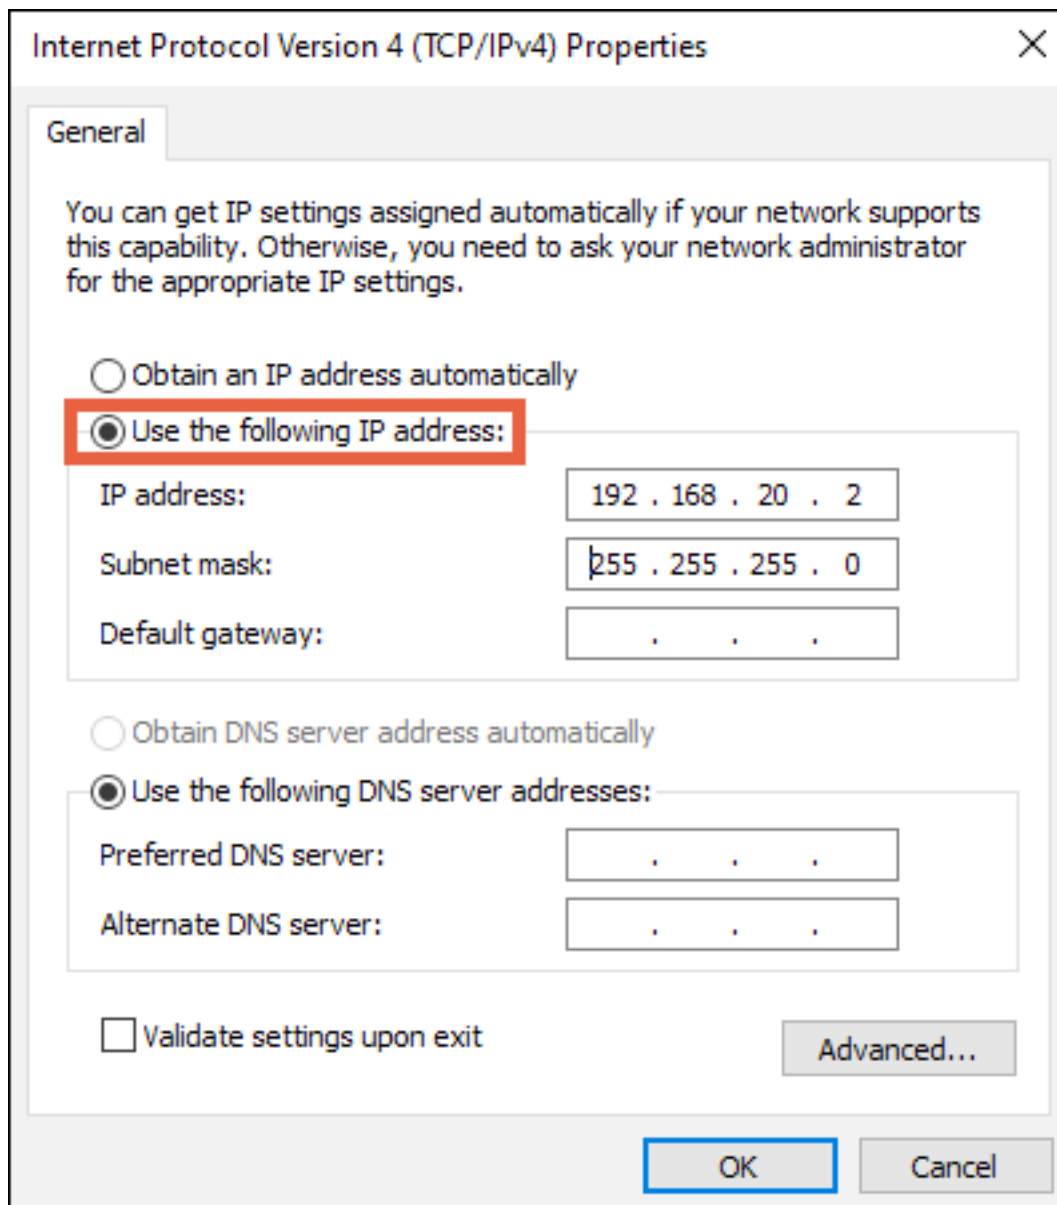 Internet Protocol Version 4 (TCP/IPv4) Properties
General
You can get IP settings assigned automatically if your network supports
this capability. Otherwise, you need to ask your network administrator
for the appropriate IP settings.
Obtain an IP address automatically
Use the following IP address:
IP address: 192 . 168 . 20 . 2
Subnet mask: 255 . 255 . 255 . 0
Default gateway: . . .
Obtain DNS server address automatically
Use the following DNS server addresses:
Preferred DNS server: . . .
Alternate DNS server: . . .
Validate settings upon exit
Advanced...
OK Cancel